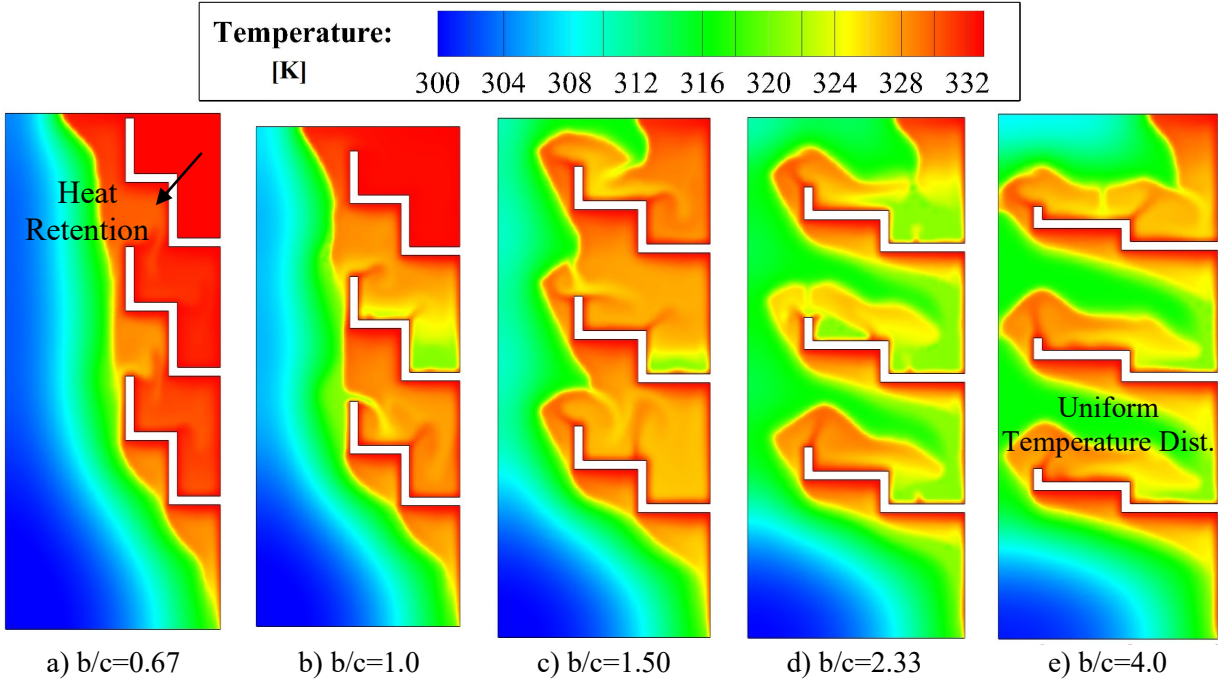 Temperature:
[K]
300 304 308 312 316 320 324 328 332
Heat
Retention
Uniform
Temperature Dist.
a) b/c=0.67
b) b/c=1.0
c) b/c=1.50
d) b/c=2.33
e) b/c=4.0